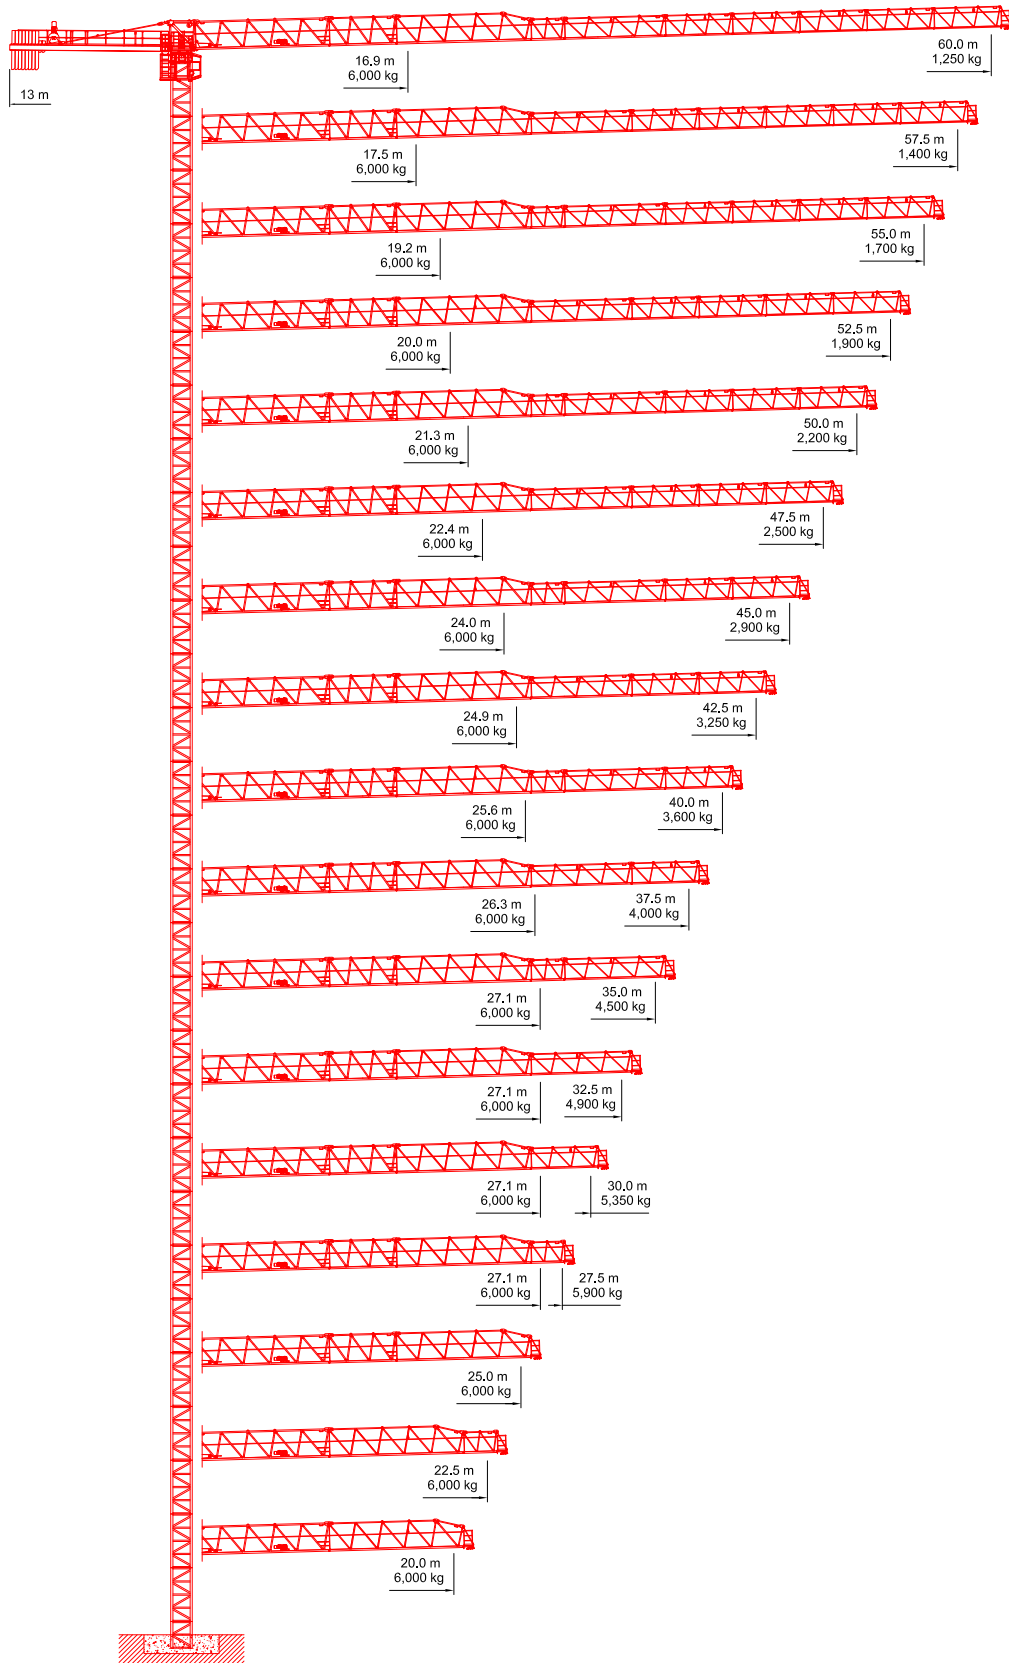 16.9 m
6,000 kg
60.0 m
1,250 kg
13 m
17.5 m
6,000 kg
57.5 m
1,400 kg
19.2 m
6,000 kg
55.0 m
1,700 kg
20.0 m
6,000 kg
52.5 m
1,900 kg
21.3 m
6,000 kg
50.0 m
2,200 kg
22.4 m
6,000 kg
47.5 m
2,500 kg
24.0 m
6,000 kg
45.0 m
2,900 kg
24.9 m
6,000 kg
42.5 m
3,250 kg
25.6 m
6,000 kg
40.0 m
3,600 kg
26.3 m
6,000 kg
37.5 m
4,000 kg
27.1 m
6,000 kg
35.0 m
4,500 kg
27.1 m
6,000 kg
32.5 m
4,900 kg
27.1 m
6,000 kg
30.0 m
5,350 kg
27.1 m
6,000 kg
27.5 m
5,900 kg
25.0 m
6,000 kg
22.5 m
6,000 kg
20.0 m
6,000 kg